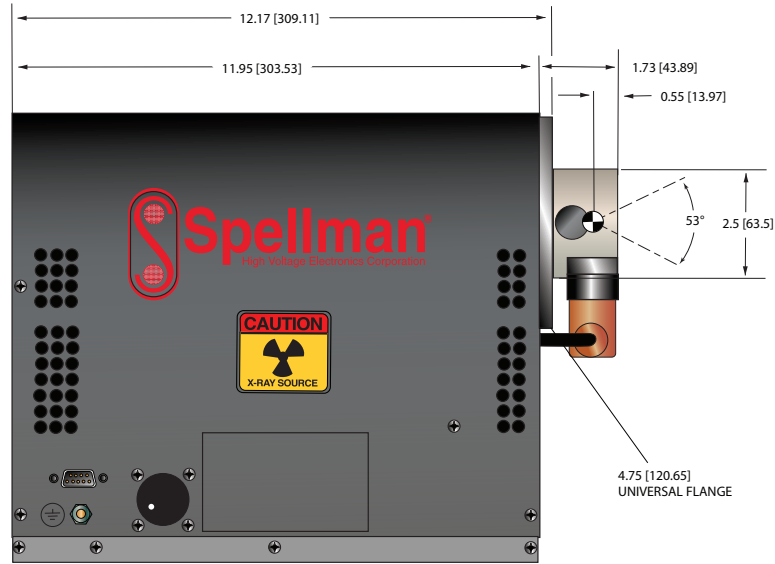 12.17 [309.11]
11.95 [303.53]
1.73 [43.89]
0.55 [13.97]
Spellman®
High Voltage Electronics Corporation
53°
2.5 [63.5]
CAUTION
X-RAY SOURCE
4.75 [120.65]
UNIVERSAL FLANGE